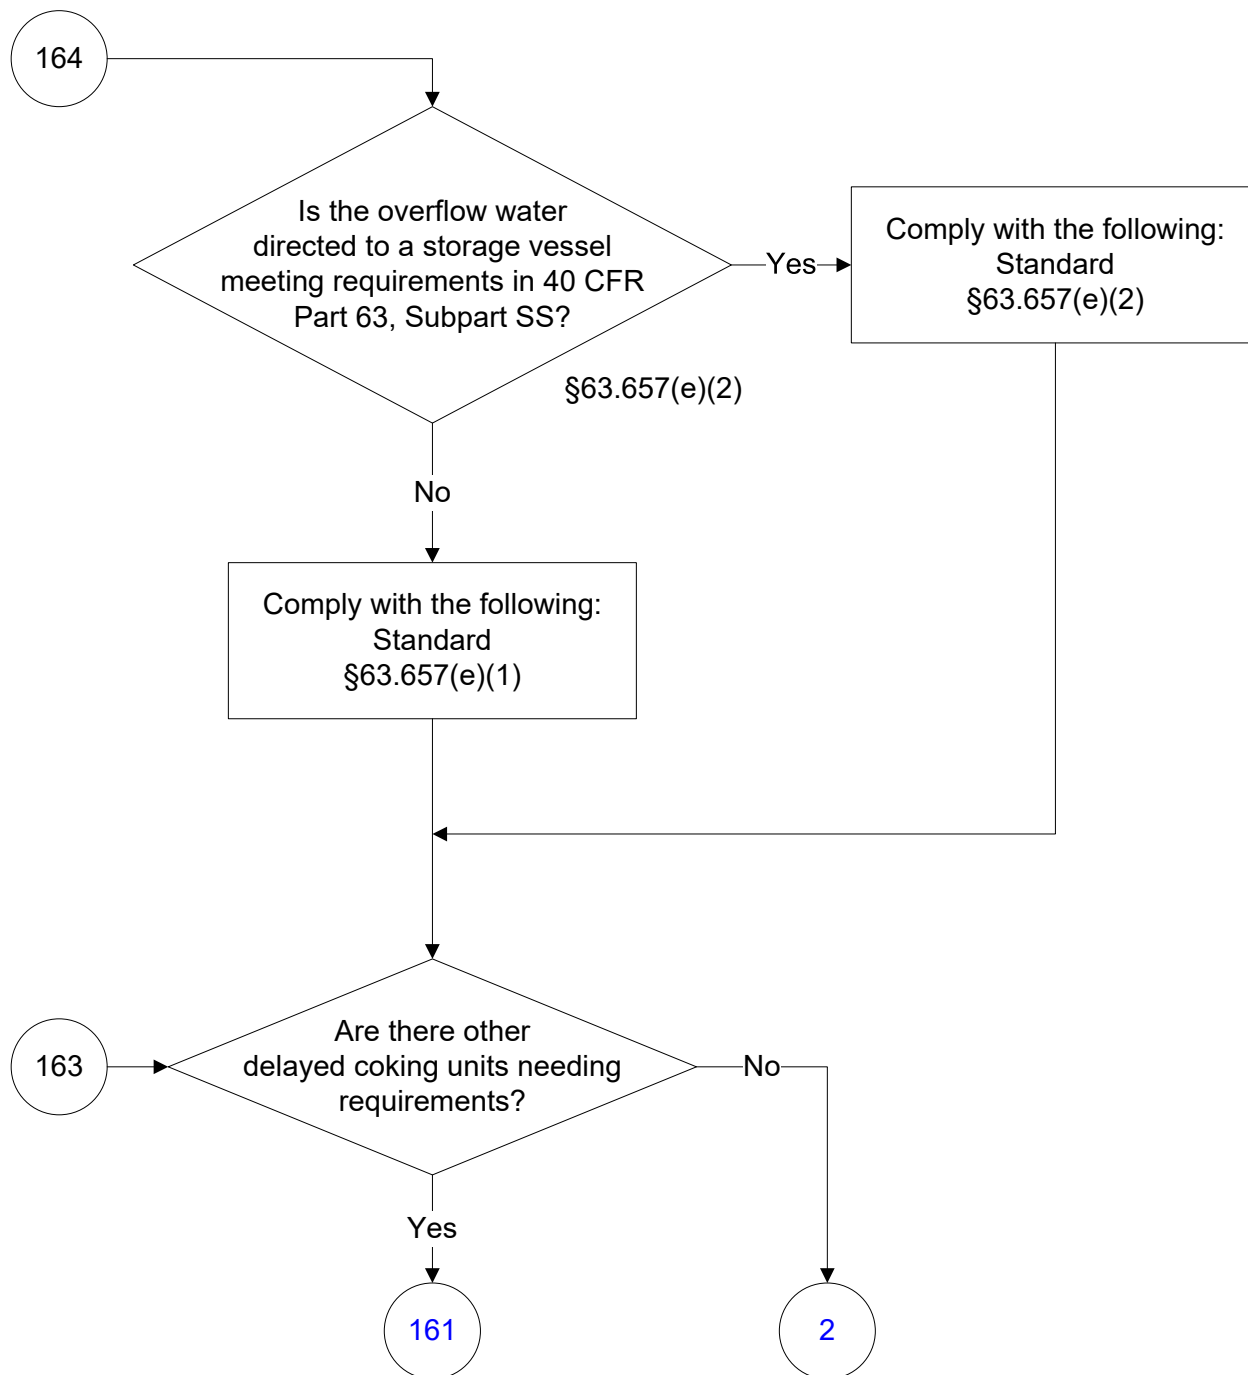 164
Is the overflow water
directed to a storage vessel
meeting requirements in 40 CFR
Part 63, Subpart SS?
Yes
Comply with the following:
Standard
§63.657(e)(2)
§63.657(e)(2)
No
Comply with the following:
Standard
§63.657(e)(1)
163
Are there other
delayed coking units needing
requirements?
No
Yes
161
2